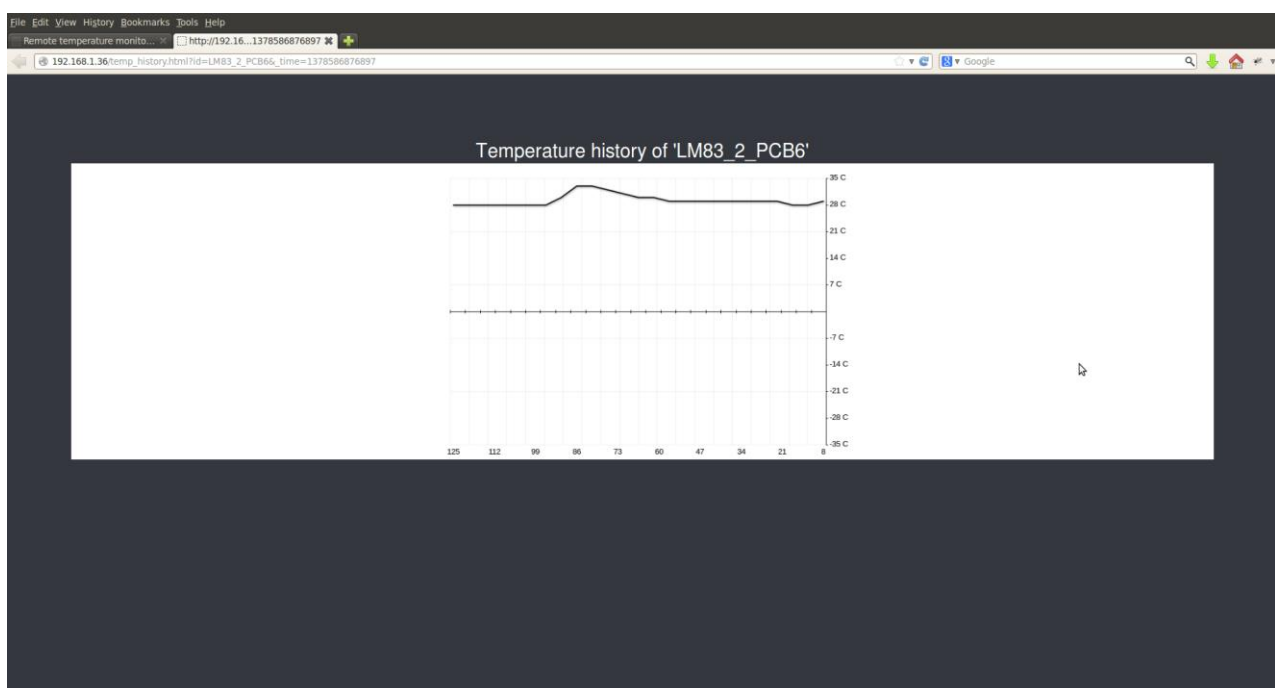 File Edit View History Bookmarks Tools Help
Remote temperature monito... http://192.16...1378586876897
192.168.1.36/temp_history.html?id=LM83_2_PCB6&_time=1378586876897 Google
Temperature history of 'LM83_2_PCB6'
35 C
28 C
21 C
14 C
7 C
-7 C
-14 C
-21 C
-28 C
-35 C
125 112 99 86 73 60 47 34 21 8